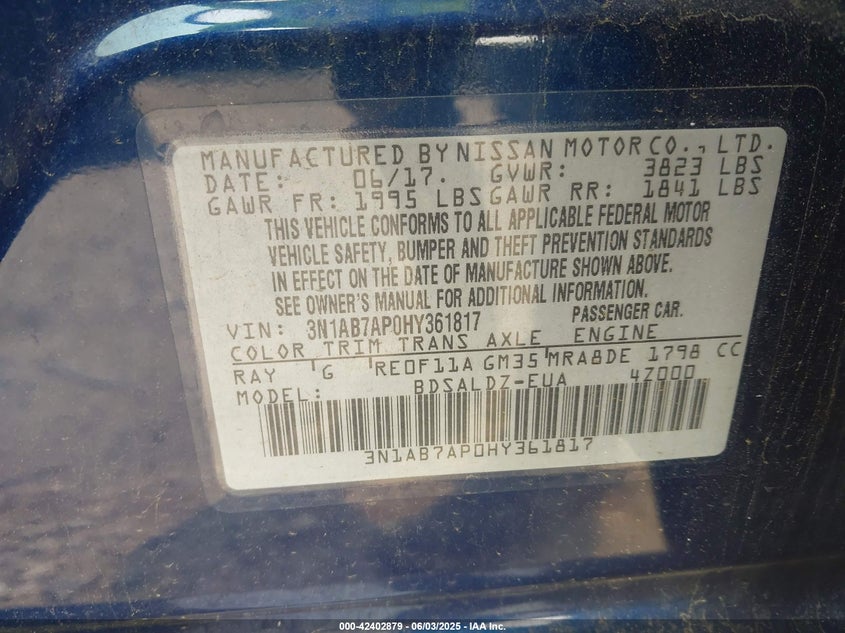 MANUFACTURED BY NISSAN MOTOR CO., LTD.
DATE: 06/17. GVWR: 3823 LBS
GAWR FR: 1995 LBS GAWR RR: 1841 LBS
THIS VEHICLE CONFORMS TO ALL APPLICABLE FEDERAL MOTOR
VEHICLE SAFETY, BUMPER AND THEFT PREVENTION STANDARDS
IN EFFECT ON THE DATE OF MANUFACTURE SHOWN ABOVE.
SEE OWNER'S MANUAL FOR ADDITIONAL INFORMATION.
VIN: 3N1AB7AP0HY361817 PASSENGER CAR.
COLOR TRIM TRANS AXLE ENGINE
RAY G RE0F11A GM35 MRA8DE 1798 CC
MODEL: BDSALDZ-EUA 4Z000
3N1AB7AP0HY361817
000-42402879 | 06/03/2025 - IAA Inc.